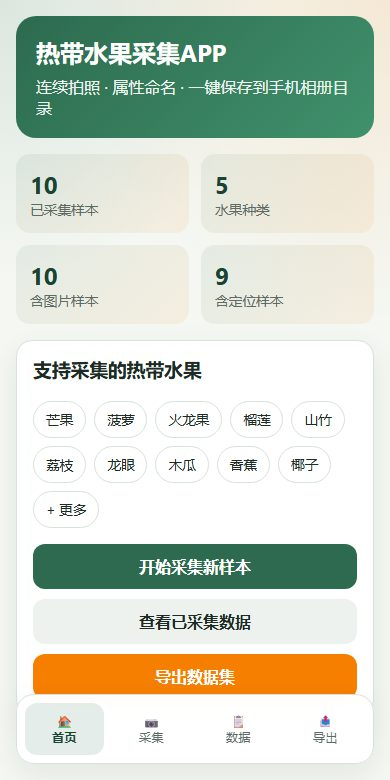 热带水果采集APP
连续拍照 · 属性命名 · 一键保存到手机相册目
录
10
5
已采集样本
水果种类
10
9
含图片样本
含定位样本
支持采集的热带水果
芒果 菠萝 火龙果 榴莲 山竹
荔枝 龙眼 木瓜 香蕉 椰子
+ 更多
开始采集新样本
查看已采集数据
导出数据集
首页 采集 数据 导出